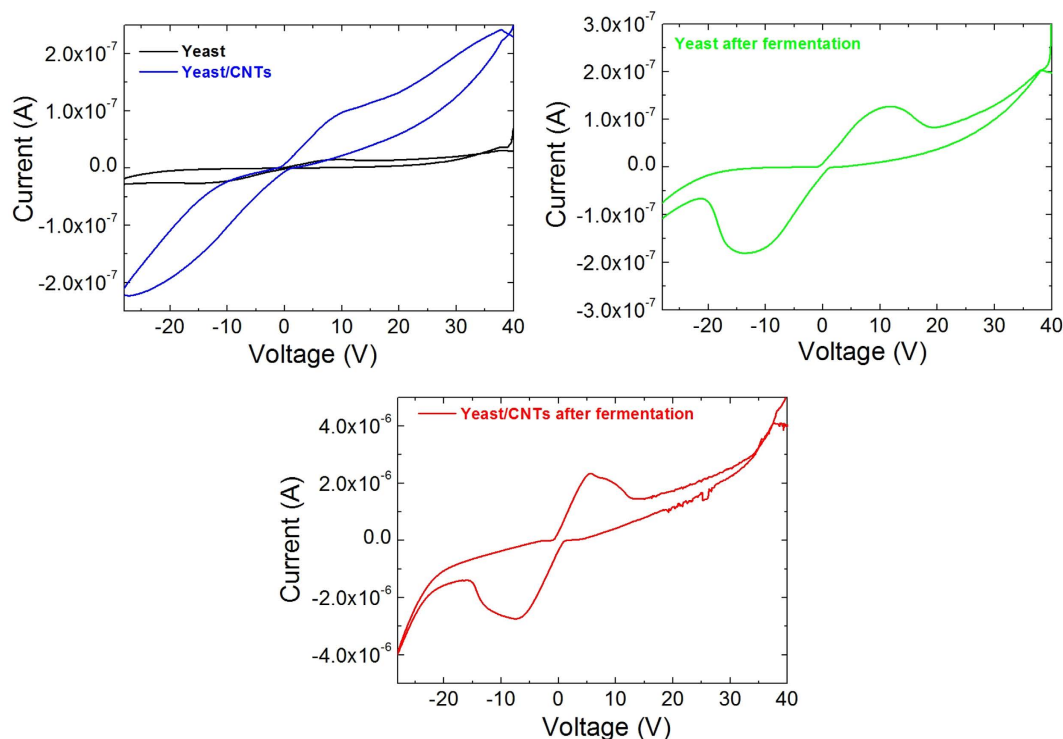 Yeast
Yeast/CNTs
2.0x10⁻⁷
1.0x10⁻⁷
0.0
-1.0x10⁻⁷
-2.0x10⁻⁷
Current (A)
-20 -10 0 10 20 30 40
Voltage (V)
Yeast after fermentation
3.0x10⁻⁷
2.0x10⁻⁷
1.0x10⁻⁷
0.0
-1.0x10⁻⁷
-2.0x10⁻⁷
-3.0x10⁻⁷
Current (A)
-20 -10 0 10 20 30 40
Voltage (V)
Yeast/CNTs after fermentation
4.0x10⁻⁶
2.0x10⁻⁶
0.0
-2.0x10⁻⁶
-4.0x10⁻⁶
Current (A)
-20 -10 0 10 20 30 40
Voltage (V)